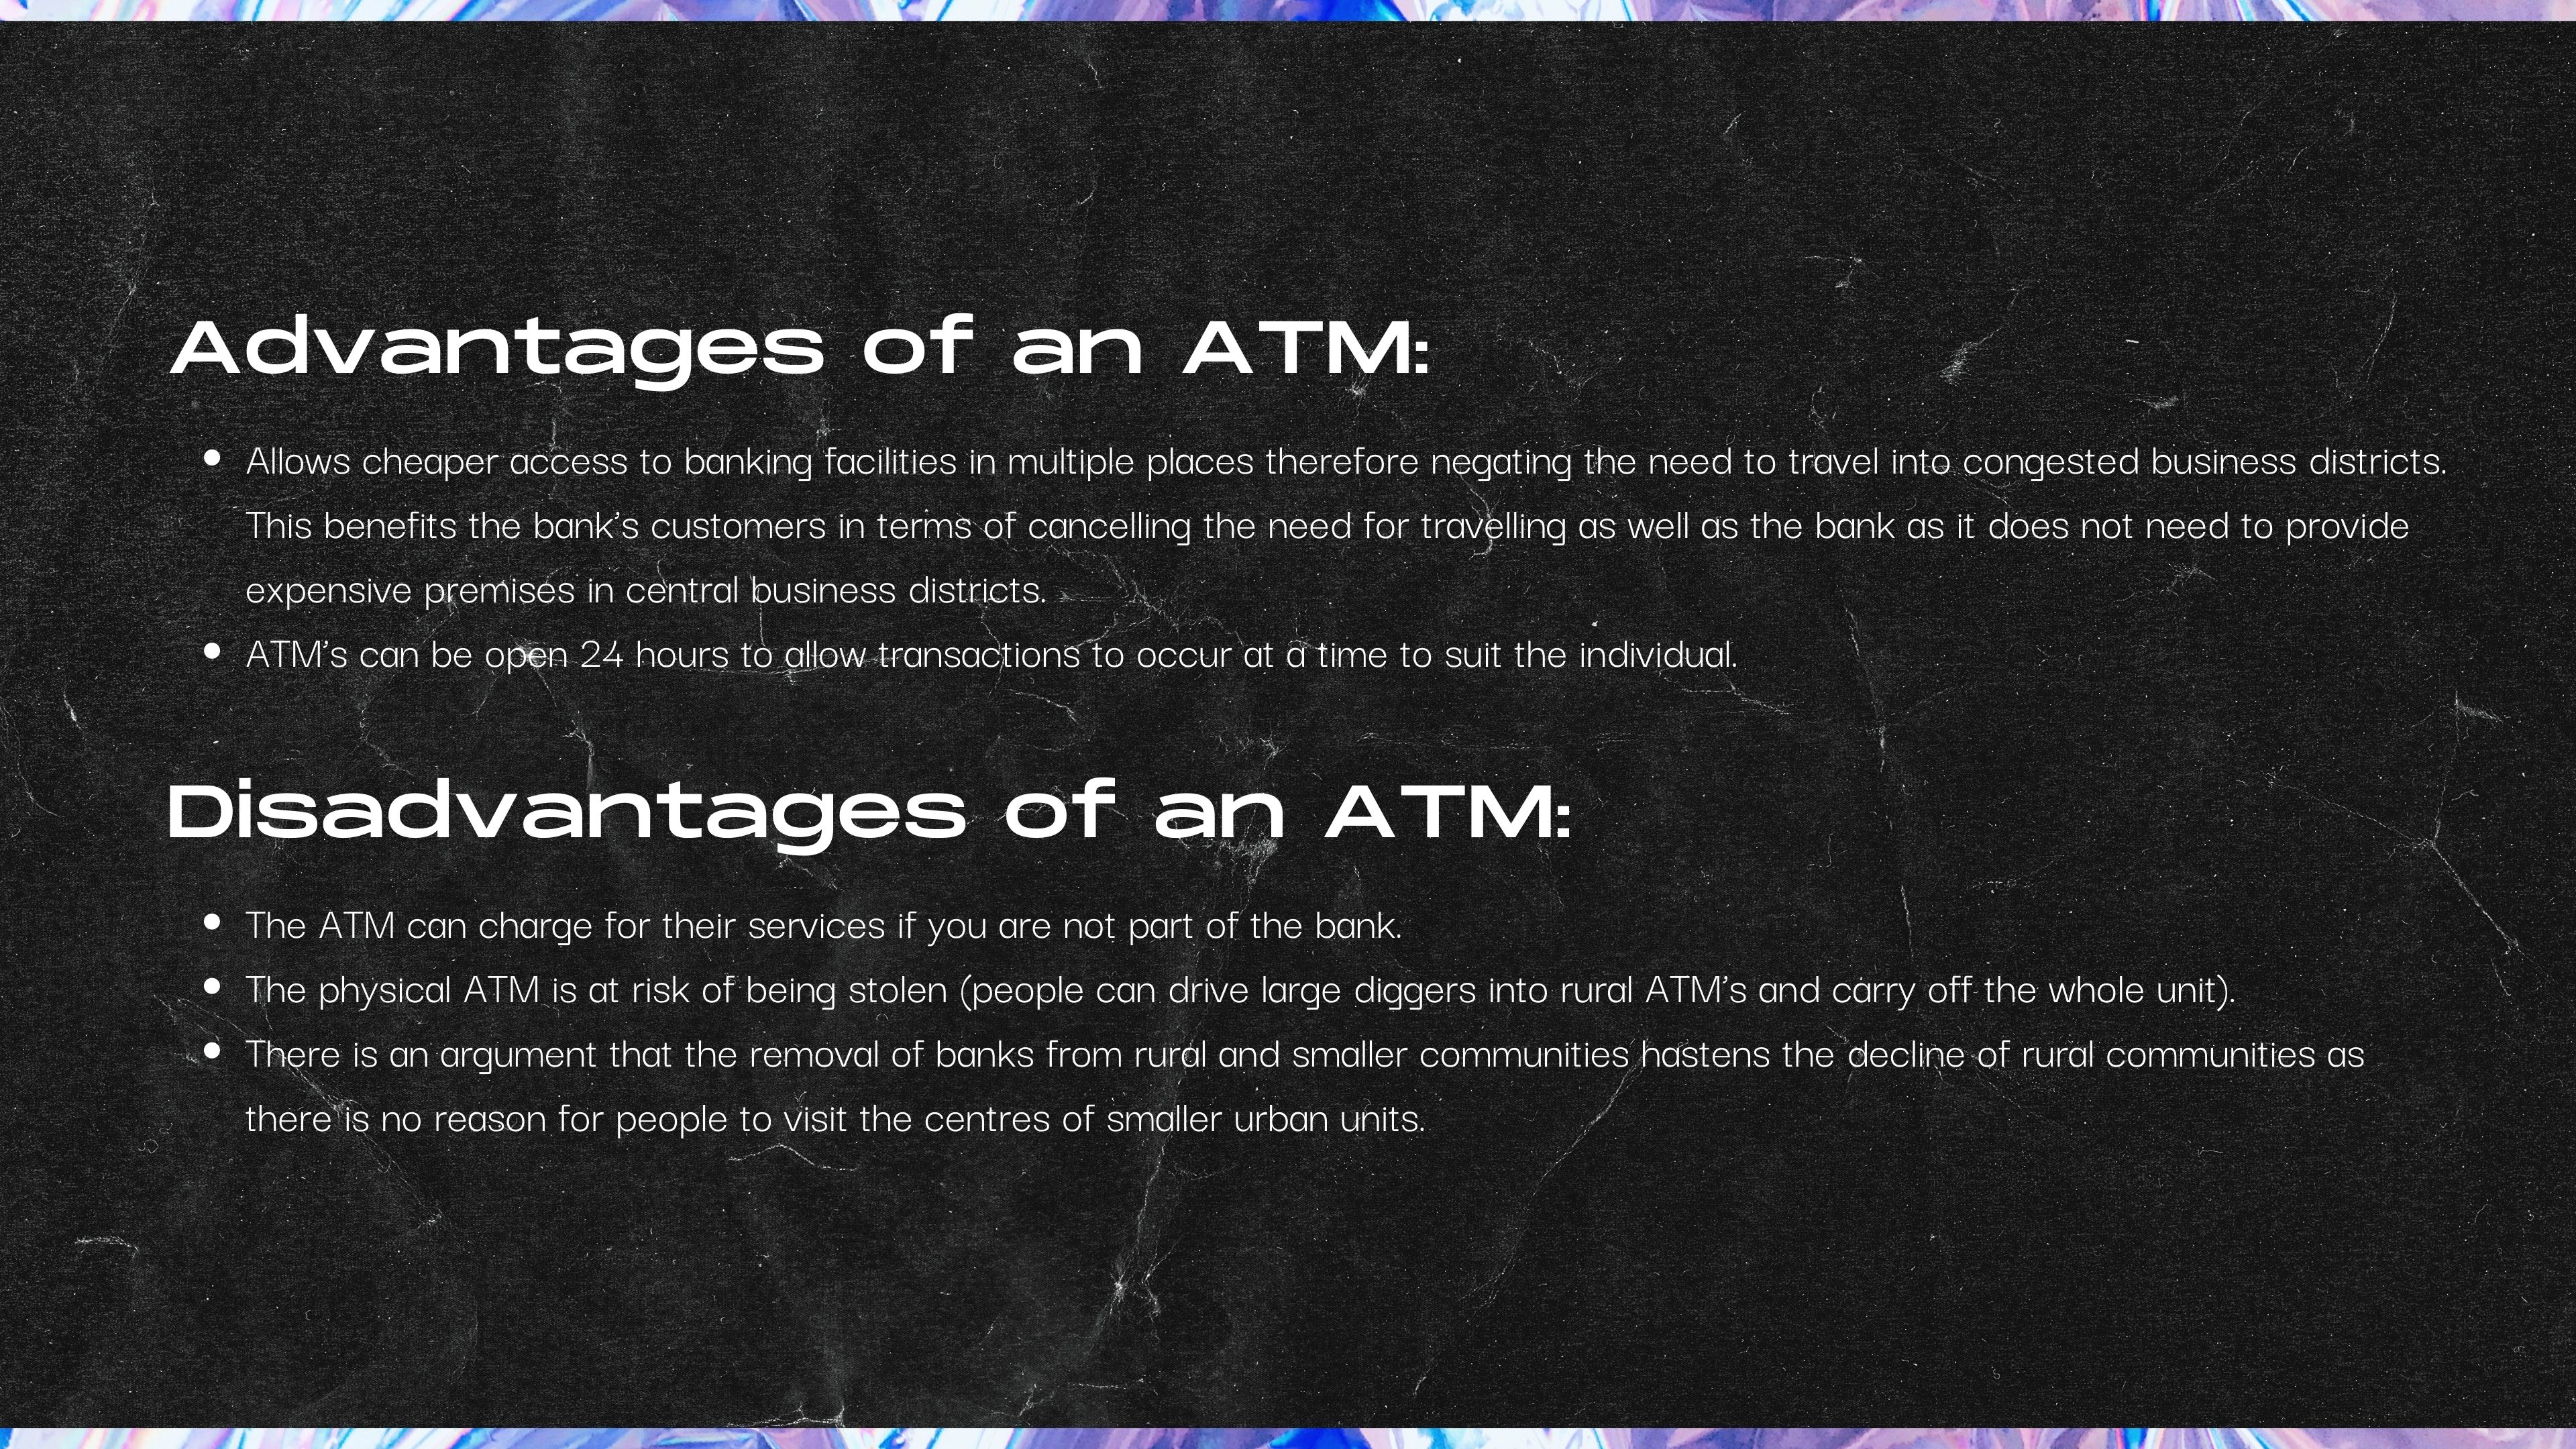 Advantages of an ATM:
• Allows cheaper access to banking facilities in multiple places therefore negating the need to travel into congested business districts.
This benefits the bank's customers in terms of cancelling the need for travelling as well as the bank as it does not need to provide
expensive premises in central business districts.
• ATM's can be open 24 hours to allow transactions to occur at a time to suit the individual.
Disadvantages of an ATM:
• The ATM can charge for their services if you are not part of the bank.
• The physical ATM is at risk of being stolen (people can drive large diggers into rural ATM's and carry off the whole unit).
• There is an argument that the removal of banks from rural and smaller communities hastens the decline of rural communities as
there is no reason for people to visit the centres of smaller urban units.